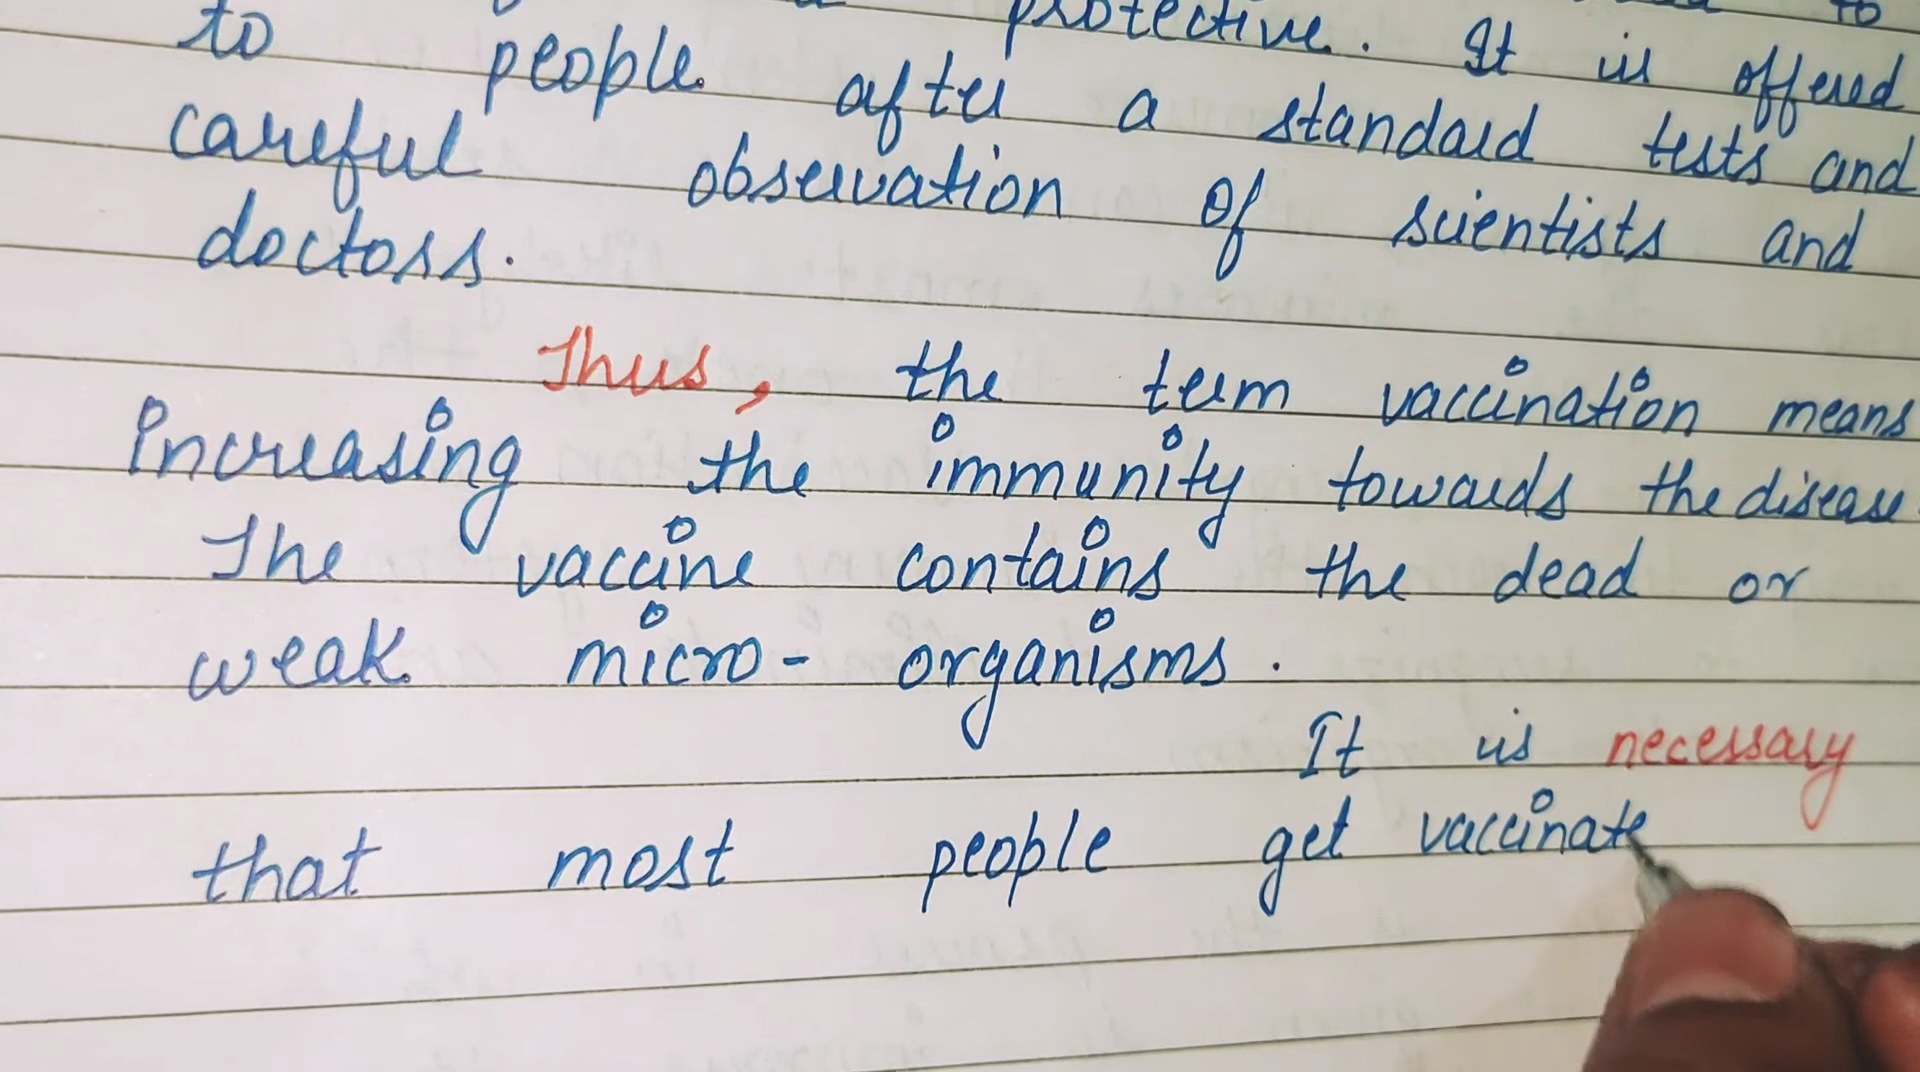 protective. It is offered to
to people after a standard tests and
careful observation of scientists and
doctors.
Thus, the term vaccination means
Increasing the immunity towards the disease.
The vaccine contains the dead or
weak micro- organisms.
It is necessary
that most people get vaccinate